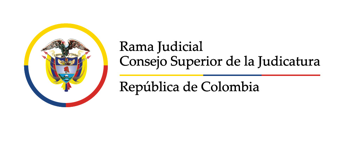 Rama Judicial
Consejo Superior de la Judicatura
República de Colombia